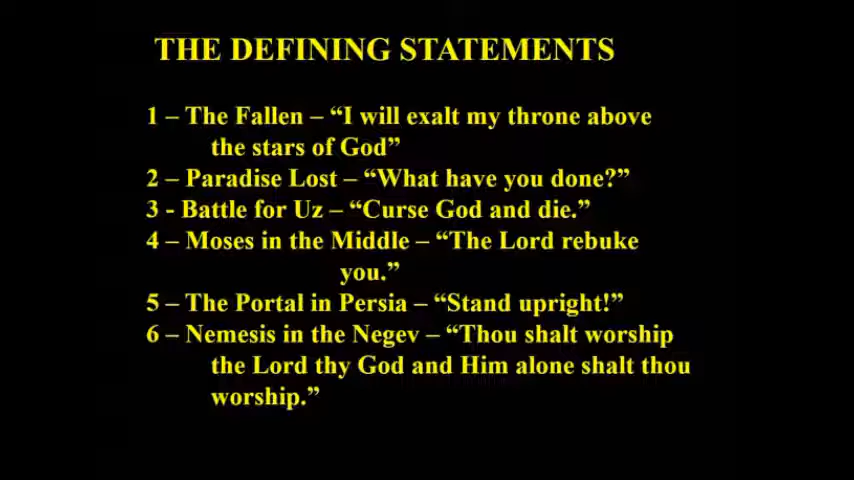 THE DEFINING STATEMENTS
1 – The Fallen – “I will exalt my throne above
the stars of God”
2 – Paradise Lost – “What have you done?”
3 - Battle for Uz – “Curse God and die.”
4 – Moses in the Middle – “The Lord rebuke
you.”
5 – The Portal in Persia – “Stand upright!”
6 – Nemesis in the Negev – “Thou shalt worship
the Lord thy God and Him alone shalt thou
worship.”